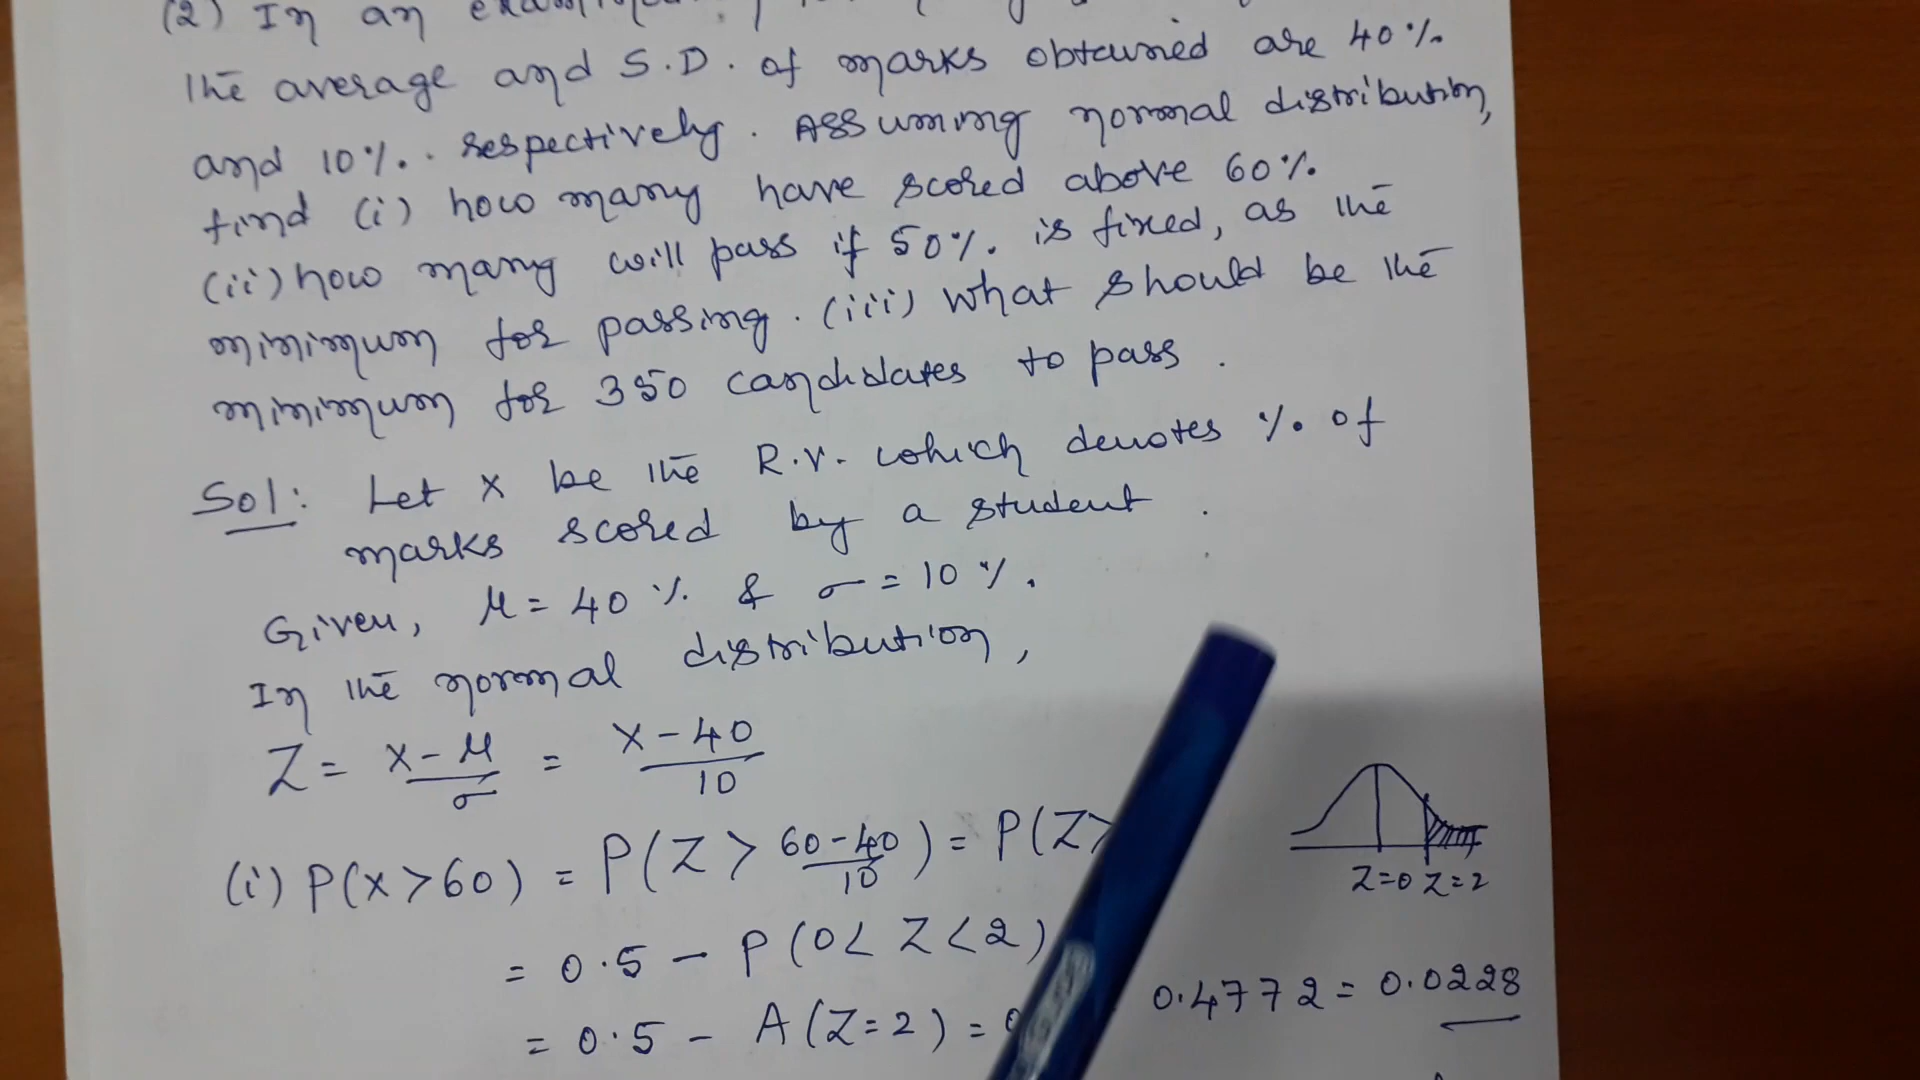 (2) In an
the average and S.D. of marks obtained are 40%
and 10%. respectively. Assuming normal distribution,
find (i) how many have scored above 60%.
(ii) how many will pass if 50%. is fixed, as the
minimum for passing. (iii) what should be the
minimum for 350 candidates to pass.
Sol: Let X be the R.V. which denotes % of
marks scored by a student.
Given, μ = 40 % & σ = 10 %.
In the normal distribution,
Z = X-μ/σ = X-40/10
(i) P(X>60) = P(Z > 60-40/10) = P(Z>
Z=0 Z=2
= 0.5 - P(0< Z <2)
= 0.5 - A(Z=2) = 0.4772 = 0.0228